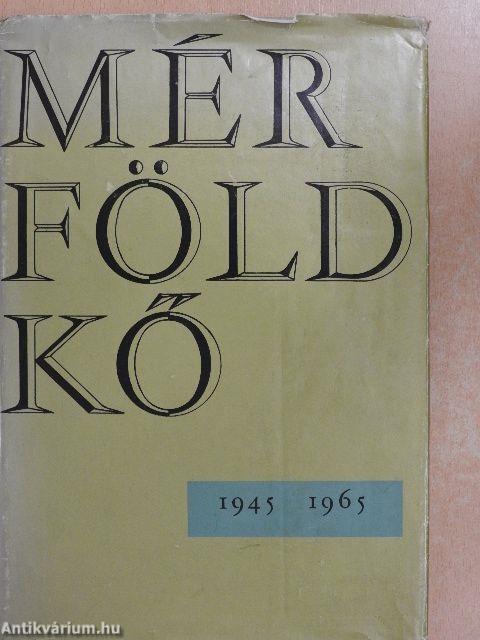 MÉR
FÖLD
KŐ
1945 1965
Antikvárium.hu